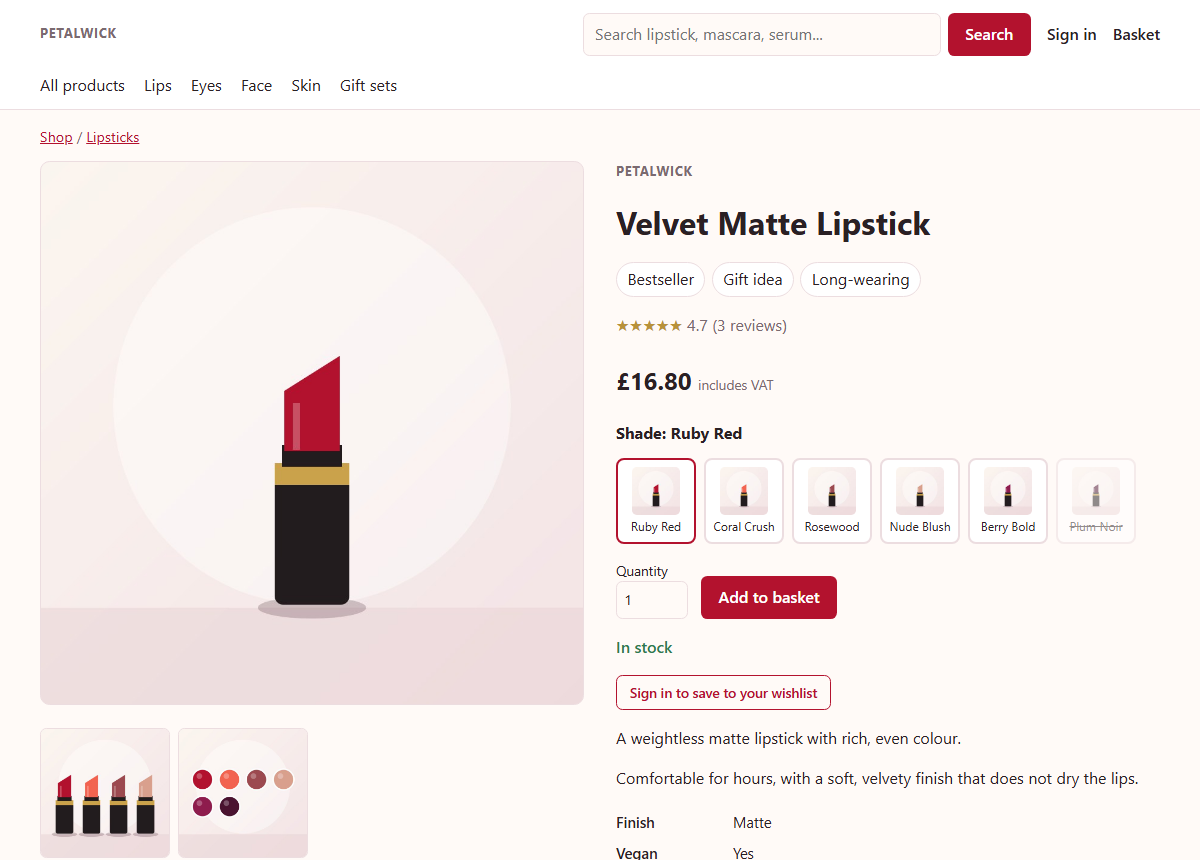 PETALWICK
Search lipstick, mascara, serum...
Search
Sign in
Basket
All products
Lips
Eyes
Face
Skin
Gift sets
Shop / Lipsticks
PETALWICK
Velvet Matte Lipstick
Bestseller
Gift idea
Long-wearing
★★★★★ 4.7 (3 reviews)
£16.80 includes VAT
Shade: Ruby Red
Ruby Red
Coral Crush
Rosewood
Nude Blush
Berry Bold
Plum Noir
Quantity
1
Add to basket
In stock
Sign in to save to your wishlist
A weightless matte lipstick with rich, even colour.
Comfortable for hours, with a soft, velvety finish that does not dry the lips.
Finish Matte
Vegan Yes